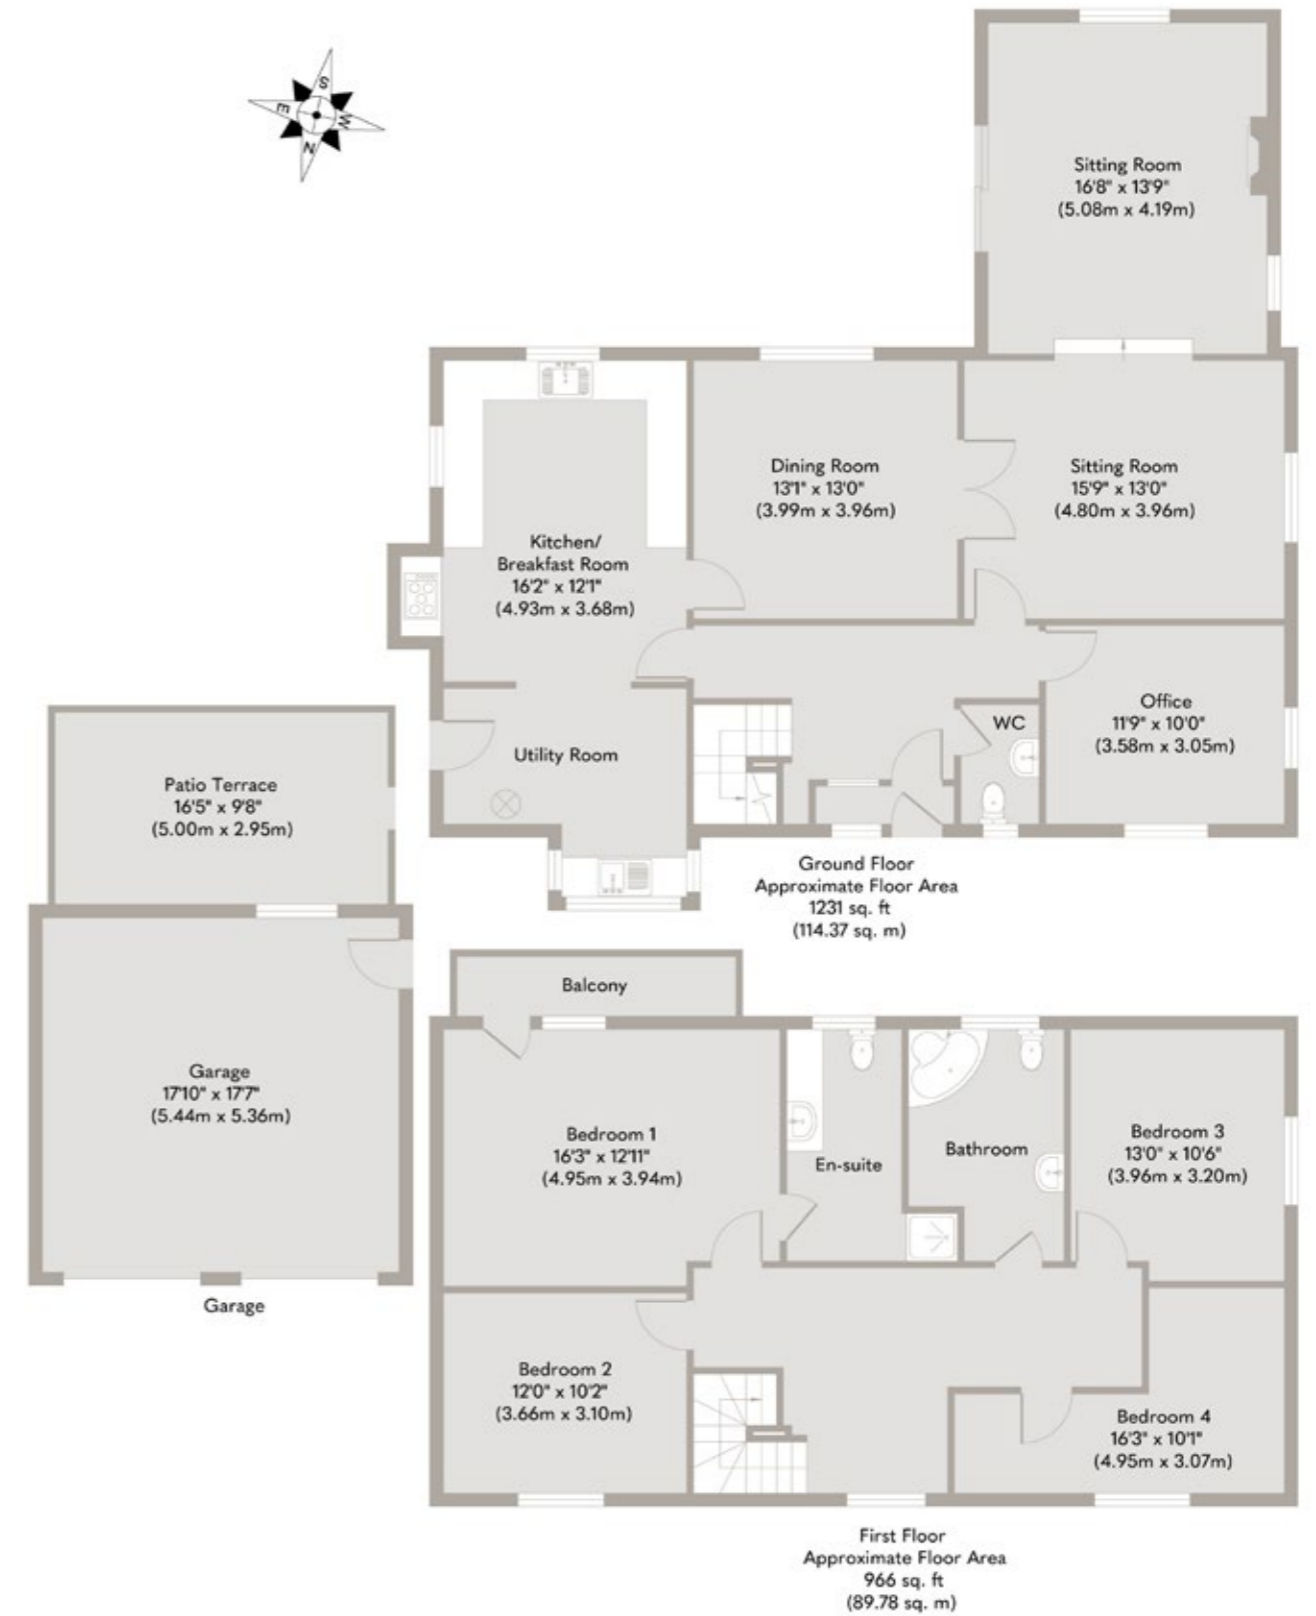 S
E
W
N
Sitting Room
16'8" x 13'9"
(5.08m x 4.19m)
Dining Room
13'1" x 13'0"
(3.99m x 3.96m)
Sitting Room
15'9" x 13'0"
(4.80m x 3.96m)
Kitchen/
Breakfast Room
16'2" x 12'1"
(4.93m x 3.68m)
Utility Room
WC
Office
11'9" x 10'0"
(3.58m x 3.05m)
Patio Terrace
16'5" x 9'8"
(5.00m x 2.95m)
Ground Floor
Approximate Floor Area
1231 sq. ft
(114.37 sq. m)
Garage
17'10" x 17'7"
(5.44m x 5.36m)
Garage
Balcony
Bedroom 1
16'3" x 12'11"
(4.95m x 3.94m)
En-suite
Bathroom
Bedroom 3
13'0" x 10'6"
(3.96m x 3.20m)
Bedroom 2
12'0" x 10'2"
(3.66m x 3.10m)
Bedroom 4
16'3" x 10'1"
(4.95m x 3.07m)
First Floor
Approximate Floor Area
966 sq. ft
(89.78 sq. m)